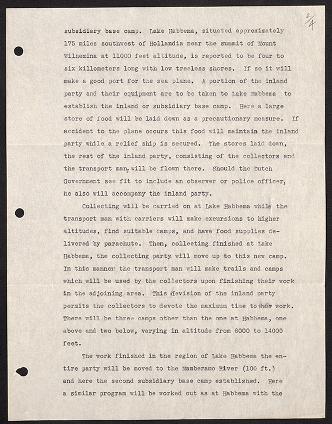 subsidiary base camp. Lake Habbema, situated approximately
175 miles southwest of Hollandia near the summit of Mount
Wilhemina at 11000 feet altitude, is reported to be four to
six kilometers long with low treeless shores. If so it will
make a good port for the sea plane. A portion of the inland
party and their equipment are to be taken to Lake Habbema to
establish the inland or subsidiary base camp. Here a large
store of food will be laid down as a precautionary measure. If
accident to the plane occurs this food will maintain the inland
party while a relief ship is secured. The stores laid down,
the rest of the inland party, consisting of the collectors and
the transport man, will be flown there. Should the Dutch
Government see fit to include an observer or police officer,
he also will accompany the inland party.
Collecting will be carried on at Lake Habbema while the
transport man with carriers will make excursions to higher
altitudes, find suitable camps, and have food supplies de-
livered by parachute. Then, collecting finished at Lake
Habbema, the collecting party will move up to this new camp.
In this manner the transport man will make trails and camps
which will be used by the collectors upon finishing their work
in the adjoining area. This division of the inland party
permits the collectors to devote the maximum time to their work.
There will be three camps other than the one at Habbema, one
above and two below, varying in altitude from 6000 to 14000
feet.
The work finished in the region of Lake Habbema the en-
tire party will be moved to the Mamberamo River (100 ft.)
and here the second subsidiary base camp established. Here
a similar program will be worked out as at Habbema with the